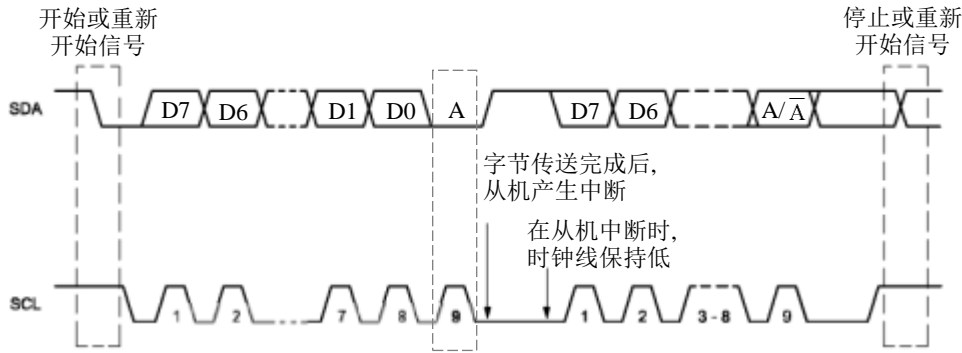 开始或重新
开始信号
停止或重新
开始信号
SDA
D7 D6 D1 D0 A D7 D6 A/A̅
字节传送完成后,
从机产生中断
在从机中断时,
时钟线保持低
SCL
1 2 7 8 9 1 2 3-8 9